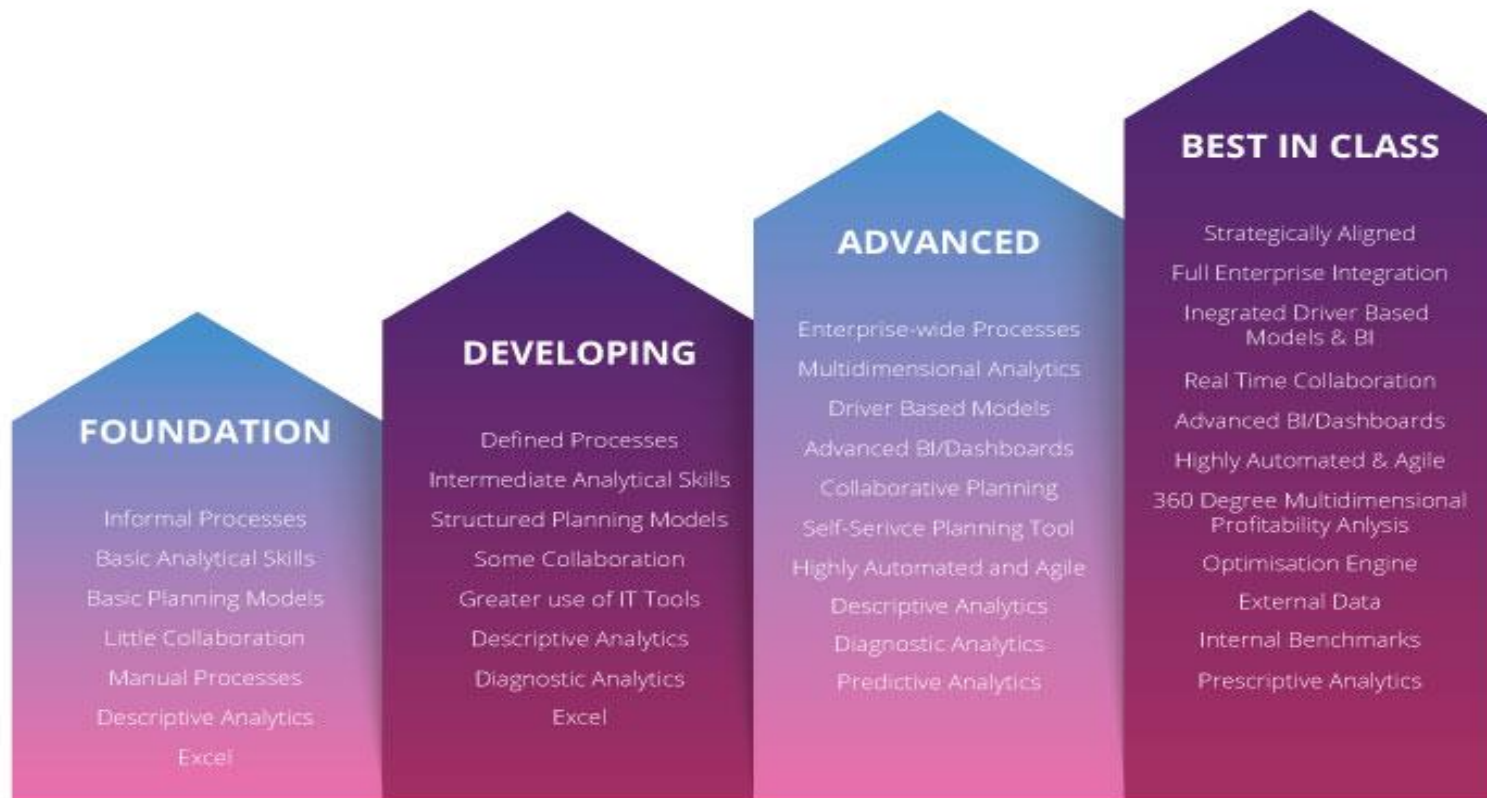 FOUNDATION
Informal Processes
Basic Analytical Skills
Basic Planning Models
Little Collaboration
Manual Processes
Descriptive Analytics
Excel
DEVELOPING
Defined Processes
Intermediate Analytical Skills
Structured Planning Models
Some Collaboration
Greater use of IT Tools
Descriptive Analytics
Diagnostic Analytics
Excel
ADVANCED
Enterprise-wide Processes
Multidimensional Analytics
Driver Based Models
Advanced BI/Dashboards
Collaborative Planning
Self-Serivce Planning Tool
Highly Automated and Agile
Descriptive Analytics
Diagnostic Analytics
Predictive Analytics
BEST IN CLASS
Strategically Aligned
Full Enterprise Integration
Inegrated Driver Based
Models & BI
Real Time Collaboration
Advanced BI/Dashboards
Highly Automated & Agile
360 Degree Multidimensional
Profitability Anlysis
Optimisation Engine
External Data
Internal Benchmarks
Prescriptive Analytics